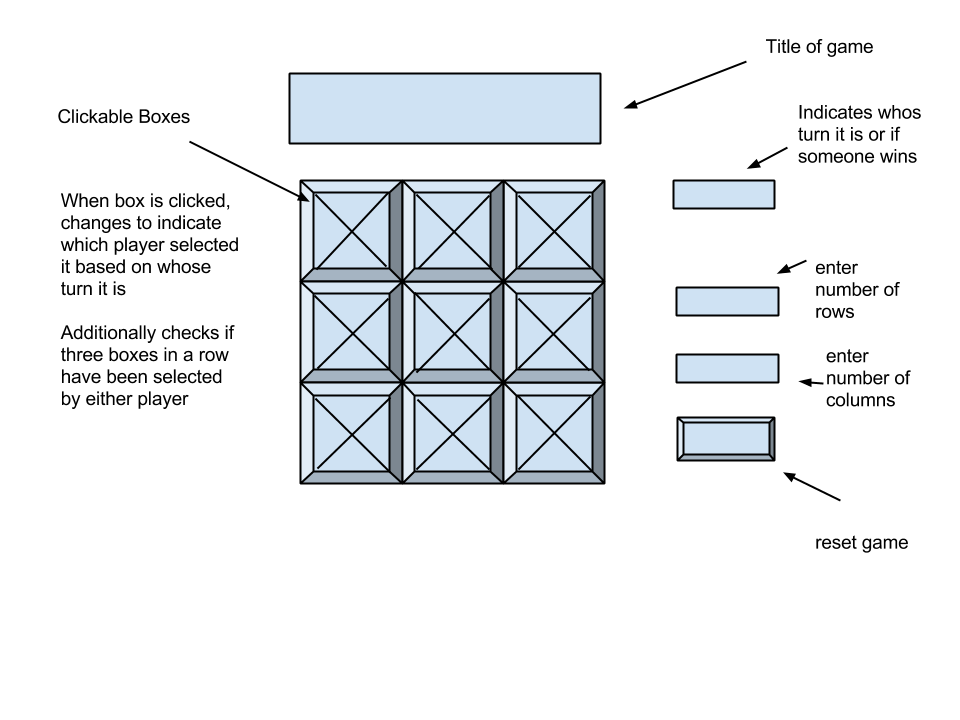 Title of game
Clickable Boxes
Indicates whos
turn it is or if
someone wins
When box is clicked,
changes to indicate
which player selected
it based on whose
turn it is
Additionally checks if
three boxes in a row
have been selected
by either player
enter
number of
rows
enter
number of
columns
reset game